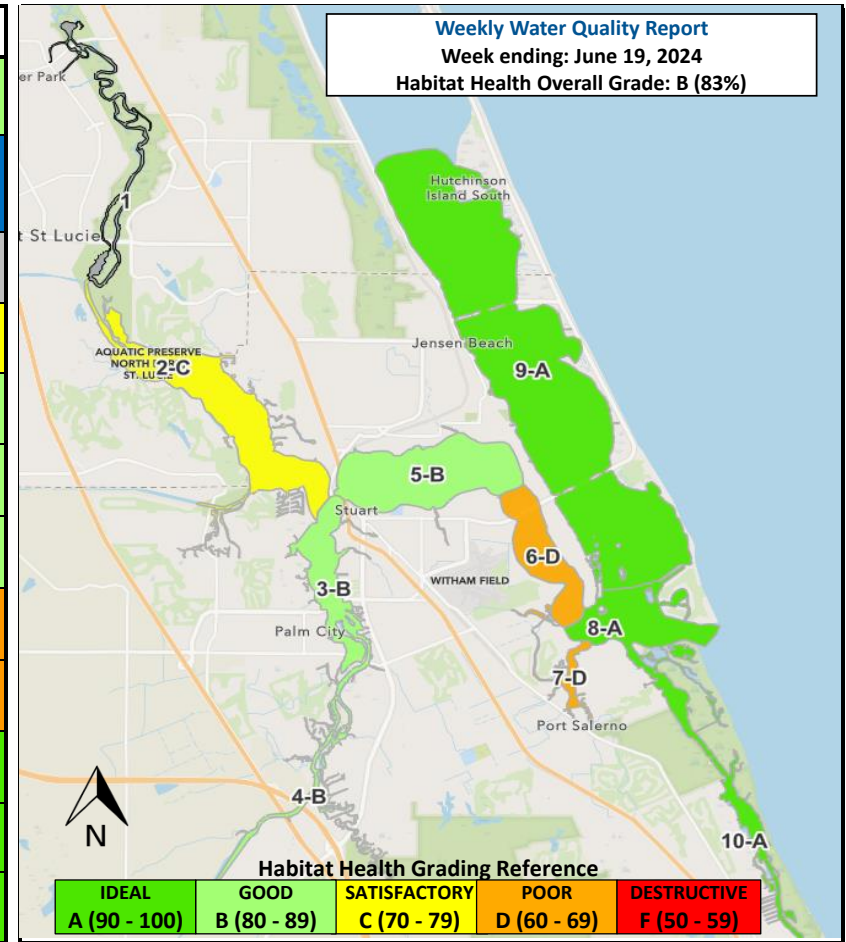 Weekly Water Quality Report
Week ending: June 19, 2024
Habitat Health Overall Grade: B (83%)
er Park
Hutchinson
Island South
1
t St Lucie
Jensen Beach
AQUATIC PRESERVE
NORTH
ST.
2-C
9-A
5-B
Stuart
6-D
WITHAM FIELD
3-B
8-A
Palm City
7-D
Port Salerno
4-B
10-A
N
Habitat Health Grading Reference
IDEAL GOOD SATISFACTORY POOR DESTRUCTIVE
A (90 - 100) B (80 - 89) C (70 - 79) D (60 - 69) F (50 - 59)